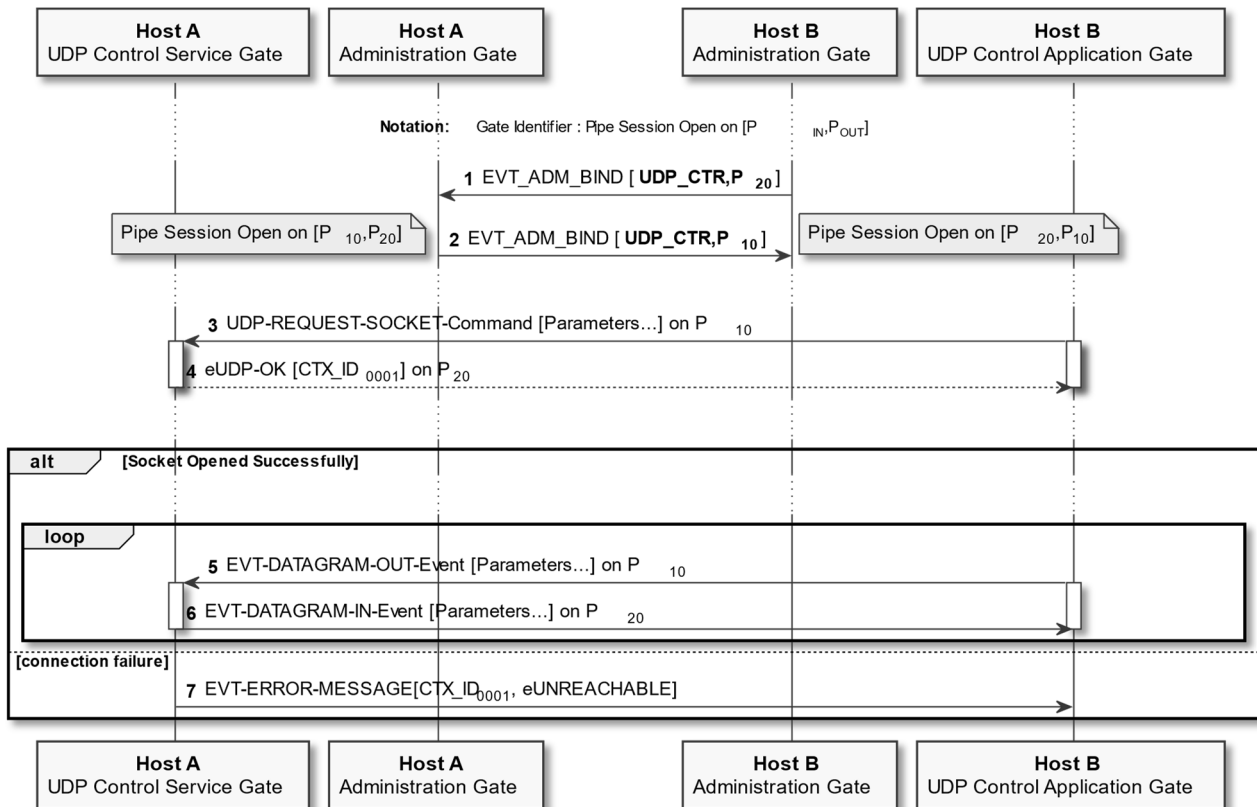 Host A
UDP Control Service Gate
Host A
Administration Gate
Host B
Administration Gate
Host B
UDP Control Application Gate
Notation: Gate Identifier : Pipe Session Open on [P IN,POUT]
1 EVT_ADM_BIND [ UDP_CTR,P 20]
Pipe Session Open on [P 10,P20]
2 EVT_ADM_BIND [ UDP_CTR,P 10]
Pipe Session Open on [P 20,P10]
3 UDP-REQUEST-SOCKET-Command [Parameters...] on P 10
4 eUDP-OK [CTX_ID 0001] on P 20
alt [Socket Opened Successfully]
loop
5 EVT-DATAGRAM-OUT-Event [Parameters...] on P 10
6 EVT-DATAGRAM-IN-Event [Parameters...] on P 20
[connection failure]
7 EVT-ERROR-MESSAGE[CTX_ID0001, eUNREACHABLE]
Host A
UDP Control Service Gate
Host A
Administration Gate
Host B
Administration Gate
Host B
UDP Control Application Gate